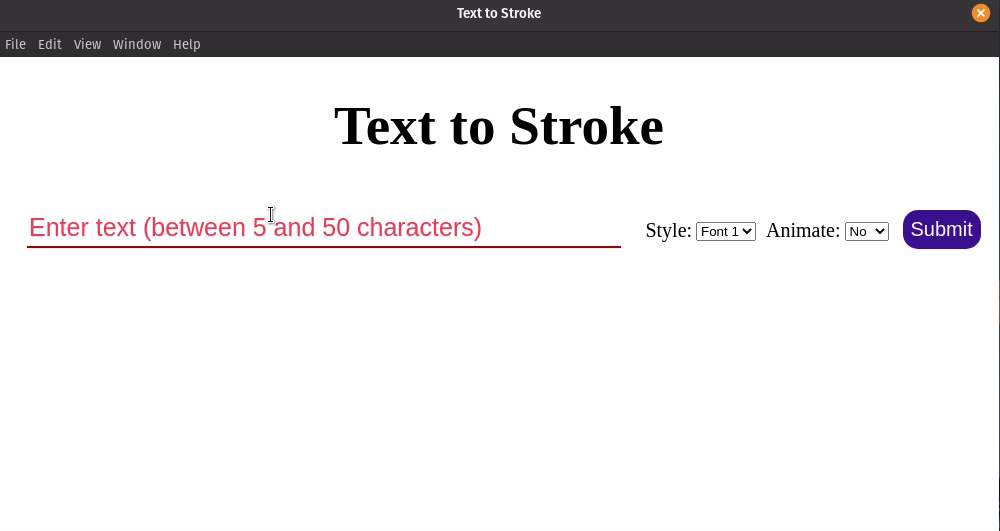 Text to Stroke
File Edit View Window Help
Text to Stroke
Enter text (between 5 and 50 characters) Style: Font 1 Animate: No Submit